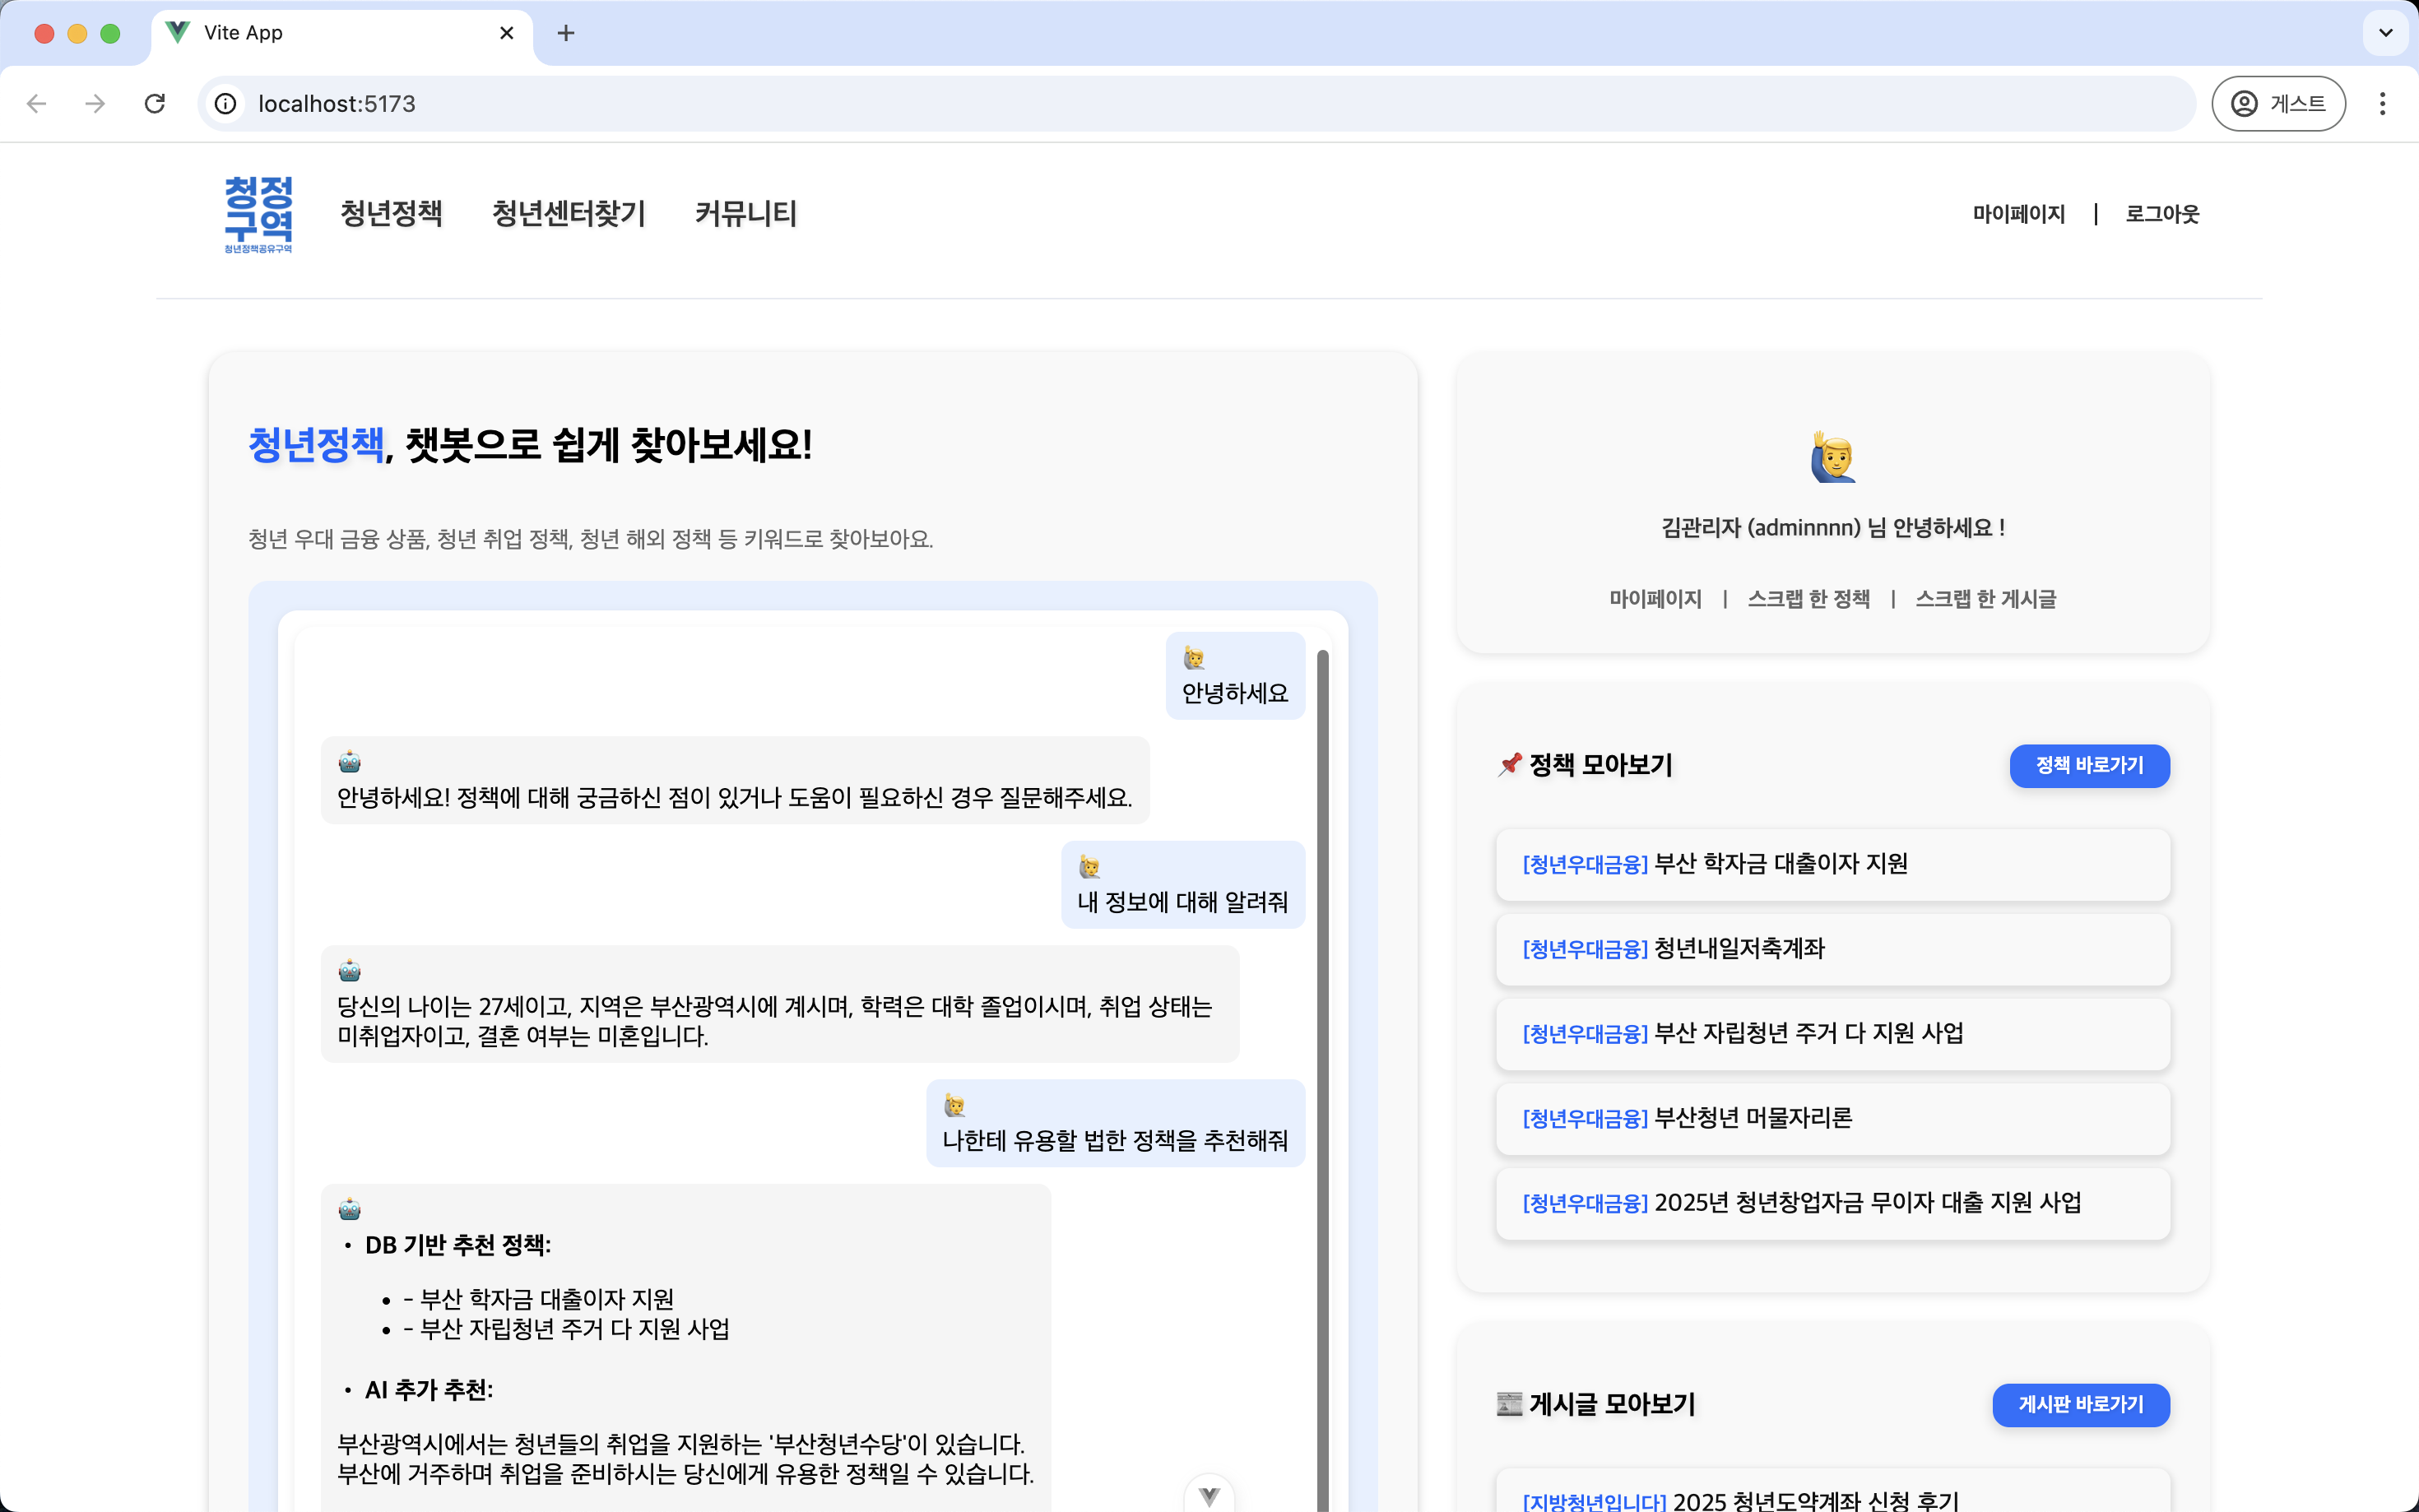 Vite App
localhost:5173
게스트
청정
구역
청년정책공유구역
청년정책
청년센터찾기
커뮤니티
마이페이지 | 로그아웃
청년정책, 챗봇으로 쉽게 찾아보세요!
청년 우대 금융 상품, 청년 취업 정책, 청년 해외 정책 등 키워드로 찾아보아요.
안녕하세요
안녕하세요! 정책에 대해 궁금하신 점이 있거나 도움이 필요하신 경우 질문해주세요.
내 정보에 대해 알려줘
당신의 나이는 27세이고, 지역은 부산광역시에 계시며, 학력은 대학 졸업이시며, 취업 상태는
미취업자이고, 결혼 여부는 미혼입니다.
나한테 유용할 법한 정책을 추천해줘
• DB 기반 추천 정책:
• - 부산 학자금 대출이자 지원
• - 부산 자립청년 주거 다 지원 사업
• AI 추가 추천:
부산광역시에서는 청년들의 취업을 지원하는 '부산청년수당'이 있습니다.
부산에 거주하며 취업을 준비하시는 당신에게 유용한 정책일 수 있습니다.
김관리자 (adminnnn) 님 안녕하세요 !
마이페이지 | 스크랩 한 정책 | 스크랩 한 게시글
정책 모아보기
정책 바로가기
[청년우대금융] 부산 학자금 대출이자 지원
[청년우대금융] 청년내일저축계좌
[청년우대금융] 부산 자립청년 주거 다 지원 사업
[청년우대금융] 부산청년 머물자리론
[청년우대금융] 2025년 청년창업자금 무이자 대출 지원 사업
게시글 모아보기
게시판 바로가기
[지방청년입니다] 2025 청년도약계좌 신청 후기